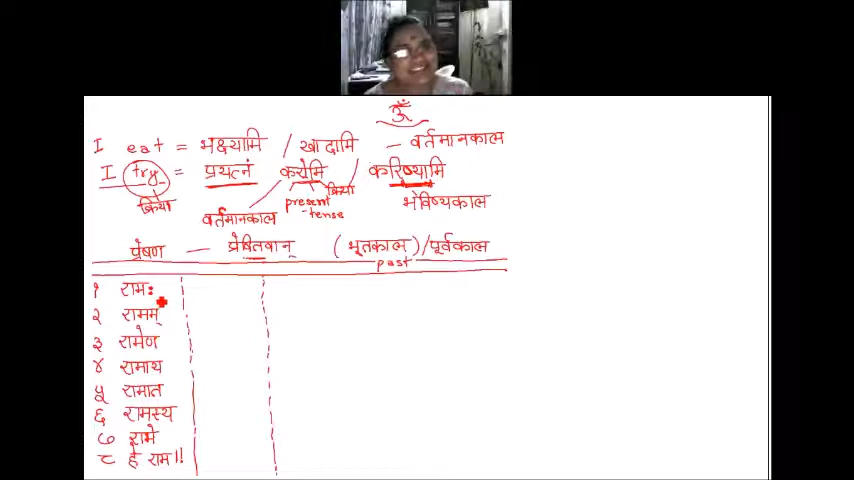 ॐ
I eat = भक्ष्यामि / खादामि – वर्तमानकाल
I try = प्रयत्नं करोमि करिष्यामि
क्रिया वर्तमानकाल present tense क्रिया भविष्यकाल
प्रेषण – प्रेषितवान् (भूतकाल)/पूर्वकाल
past
१ रामः
२ रामम्
३ रामेण
४ रामाय
५ रामात
६ रामस्य
७ रामे
८ हे राम!!